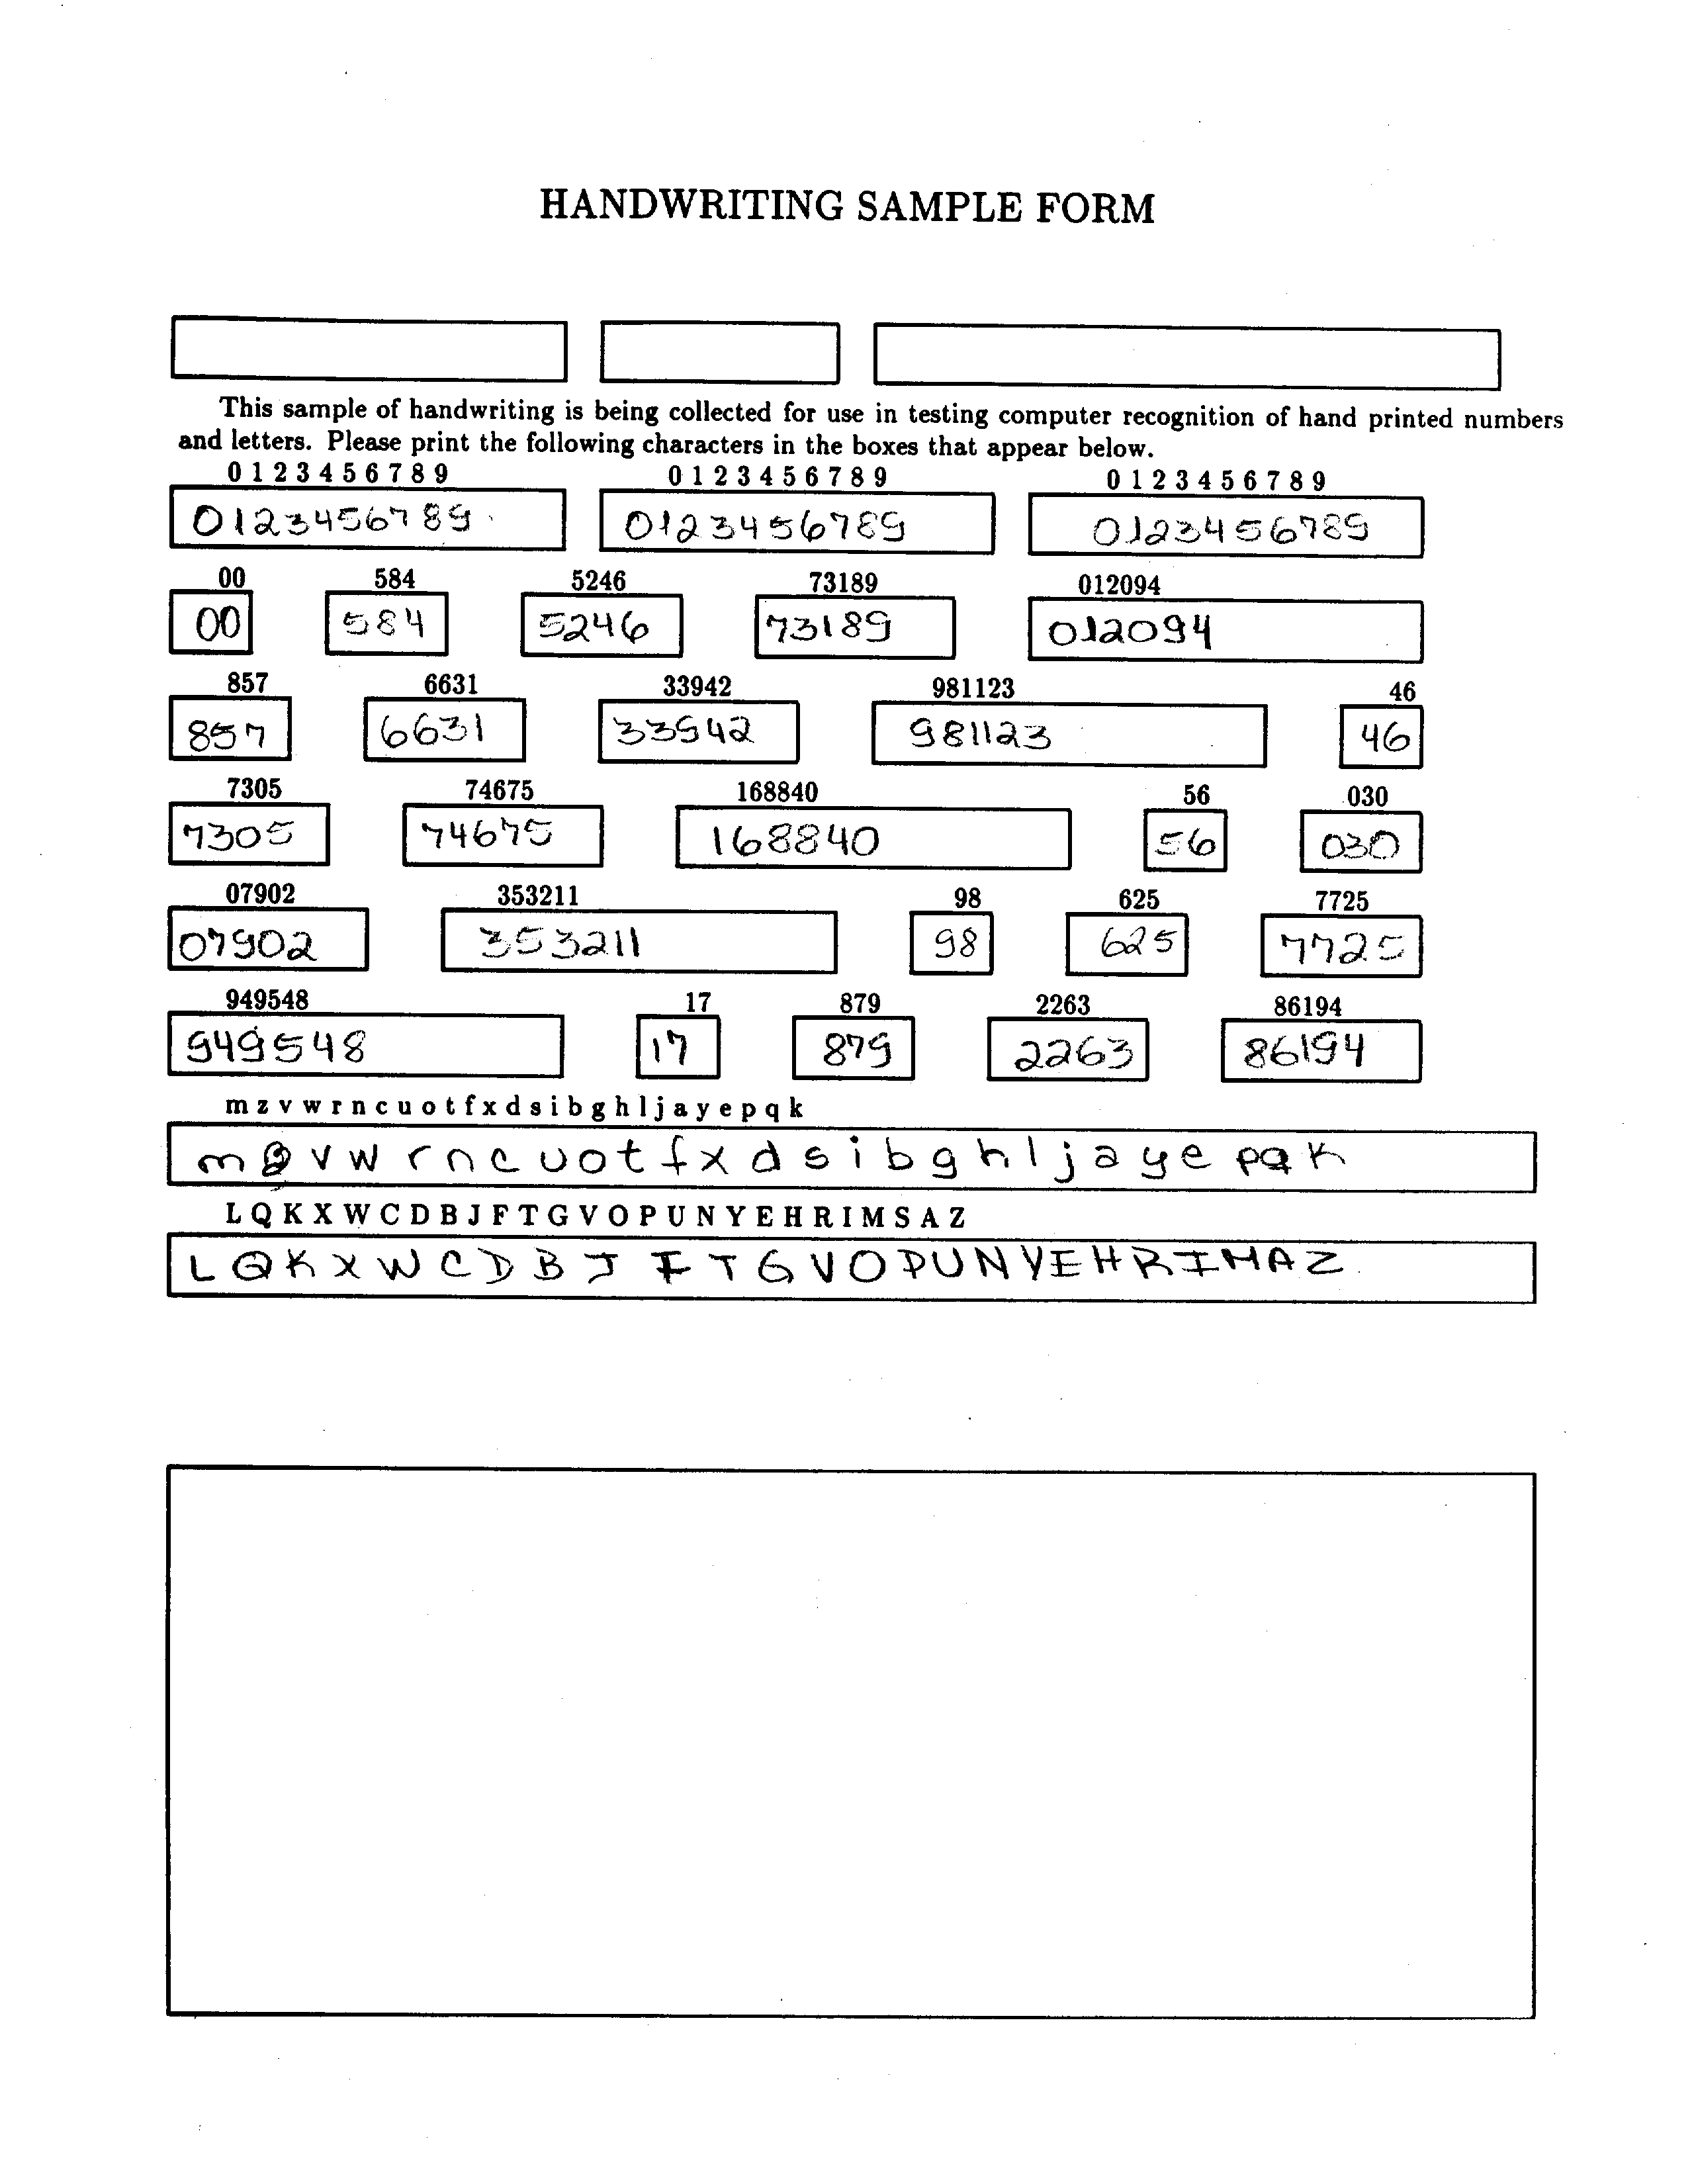 HANDWRITING SAMPLE FORM
This sample of handwriting is being collected for use in testing computer recognition of hand printed numbers
and letters. Please print the following characters in the boxes that appear below.
0 1 2 3 4 5 6 7 8 9 0 1 2 3 4 5 6 7 8 9 0 1 2 3 4 5 6 7 8 9
0123456789 0123456789 0123456789
00 584 5246 73189 012094
00 584 5246 73189 012094
857 6631 33942 981123 46
857 6631 33942 981123 46
7305 74675 168840 56 030
7305 74675 168840 56 030
07902 353211 98 625 7725
07902 353211 98 625 7725
949548 17 879 2263 86194
949548 17 879 2263 86194
m z v w r n c u o t f x d s i b g h l j a y e p q k
m z v w r n c u o t f x d s i b g h l j a y e p q k
L Q K X W C D B J F T G V O P U N Y E H R I M S A Z
L Q K X W C D B J F T G V O P U N Y E H R I M A Z